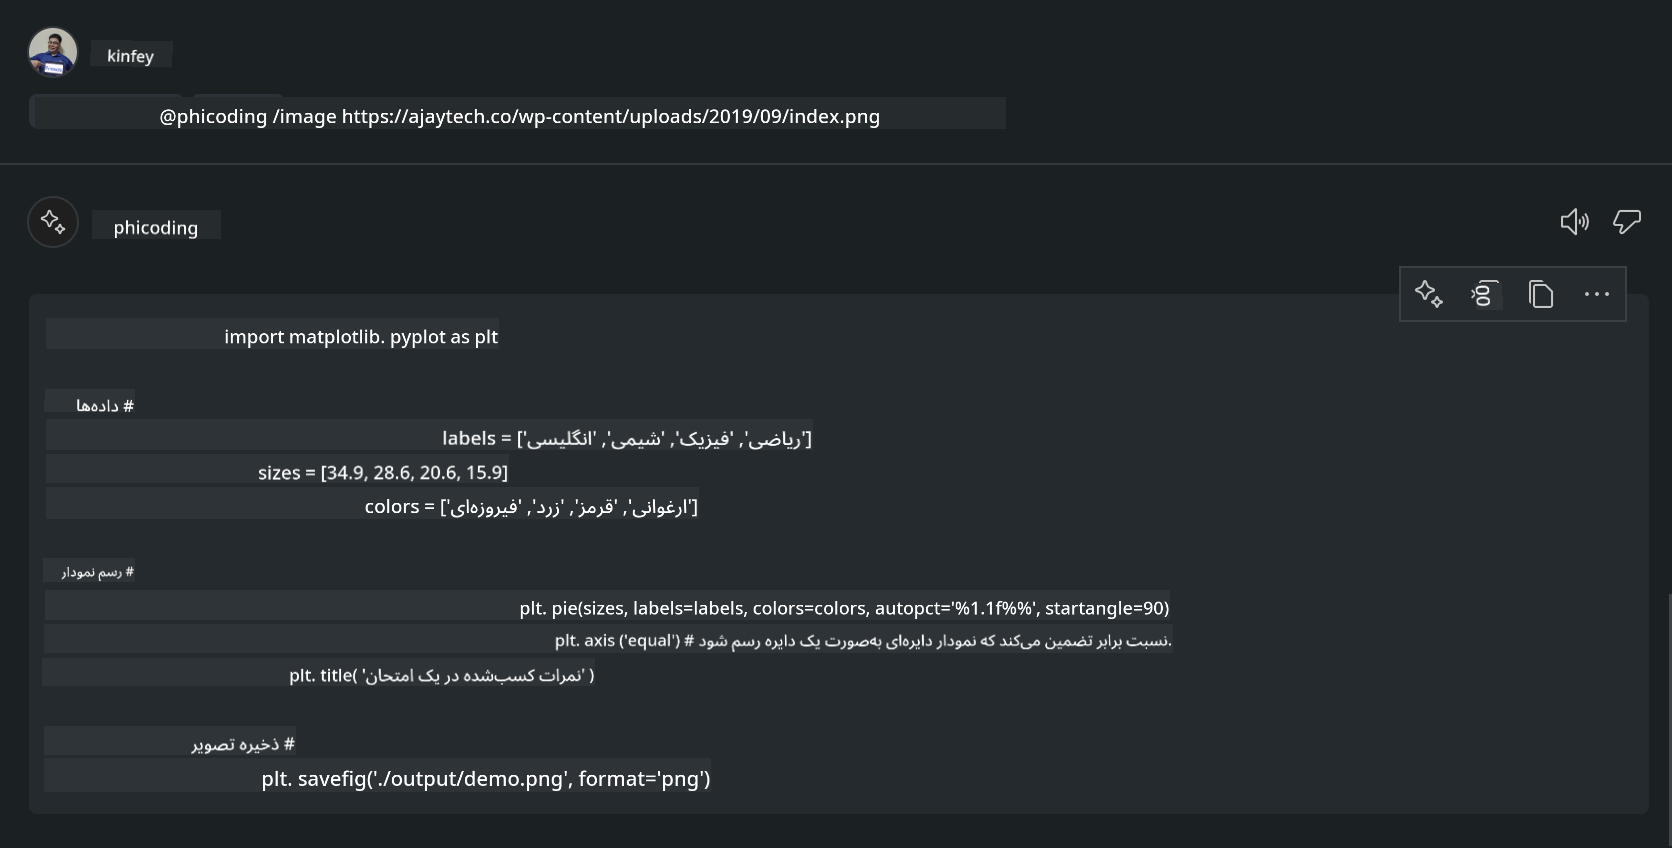 kinfey
@phicoding /image https://ajaytech.co/wp-content/uploads/2019/09/index.png
phicoding
import matplotlib. pyplot as plt
# داده‌ها
labels = ['ریاضی', 'فیزیک', 'شیمی', 'انگلیسی']
sizes = [34.9, 28.6, 20.6, 15.9]
colors = ['ارغوانی', 'قرمز', 'زرد', 'فیروزه‌ای']
# رسم نمودار
plt. pie(sizes, labels=labels, colors=colors, autopct='%1.1f%%', startangle=90)
plt. axis ('equal') # نسبت برابر تضمین می‌کند که نمودار دایره‌ای به‌صورت یک دایره رسم شود.
plt. title( 'نمرات کسب‌شده در یک امتحان' )
# ذخیره تصویر
plt. savefig('./output/demo.png', format='png')